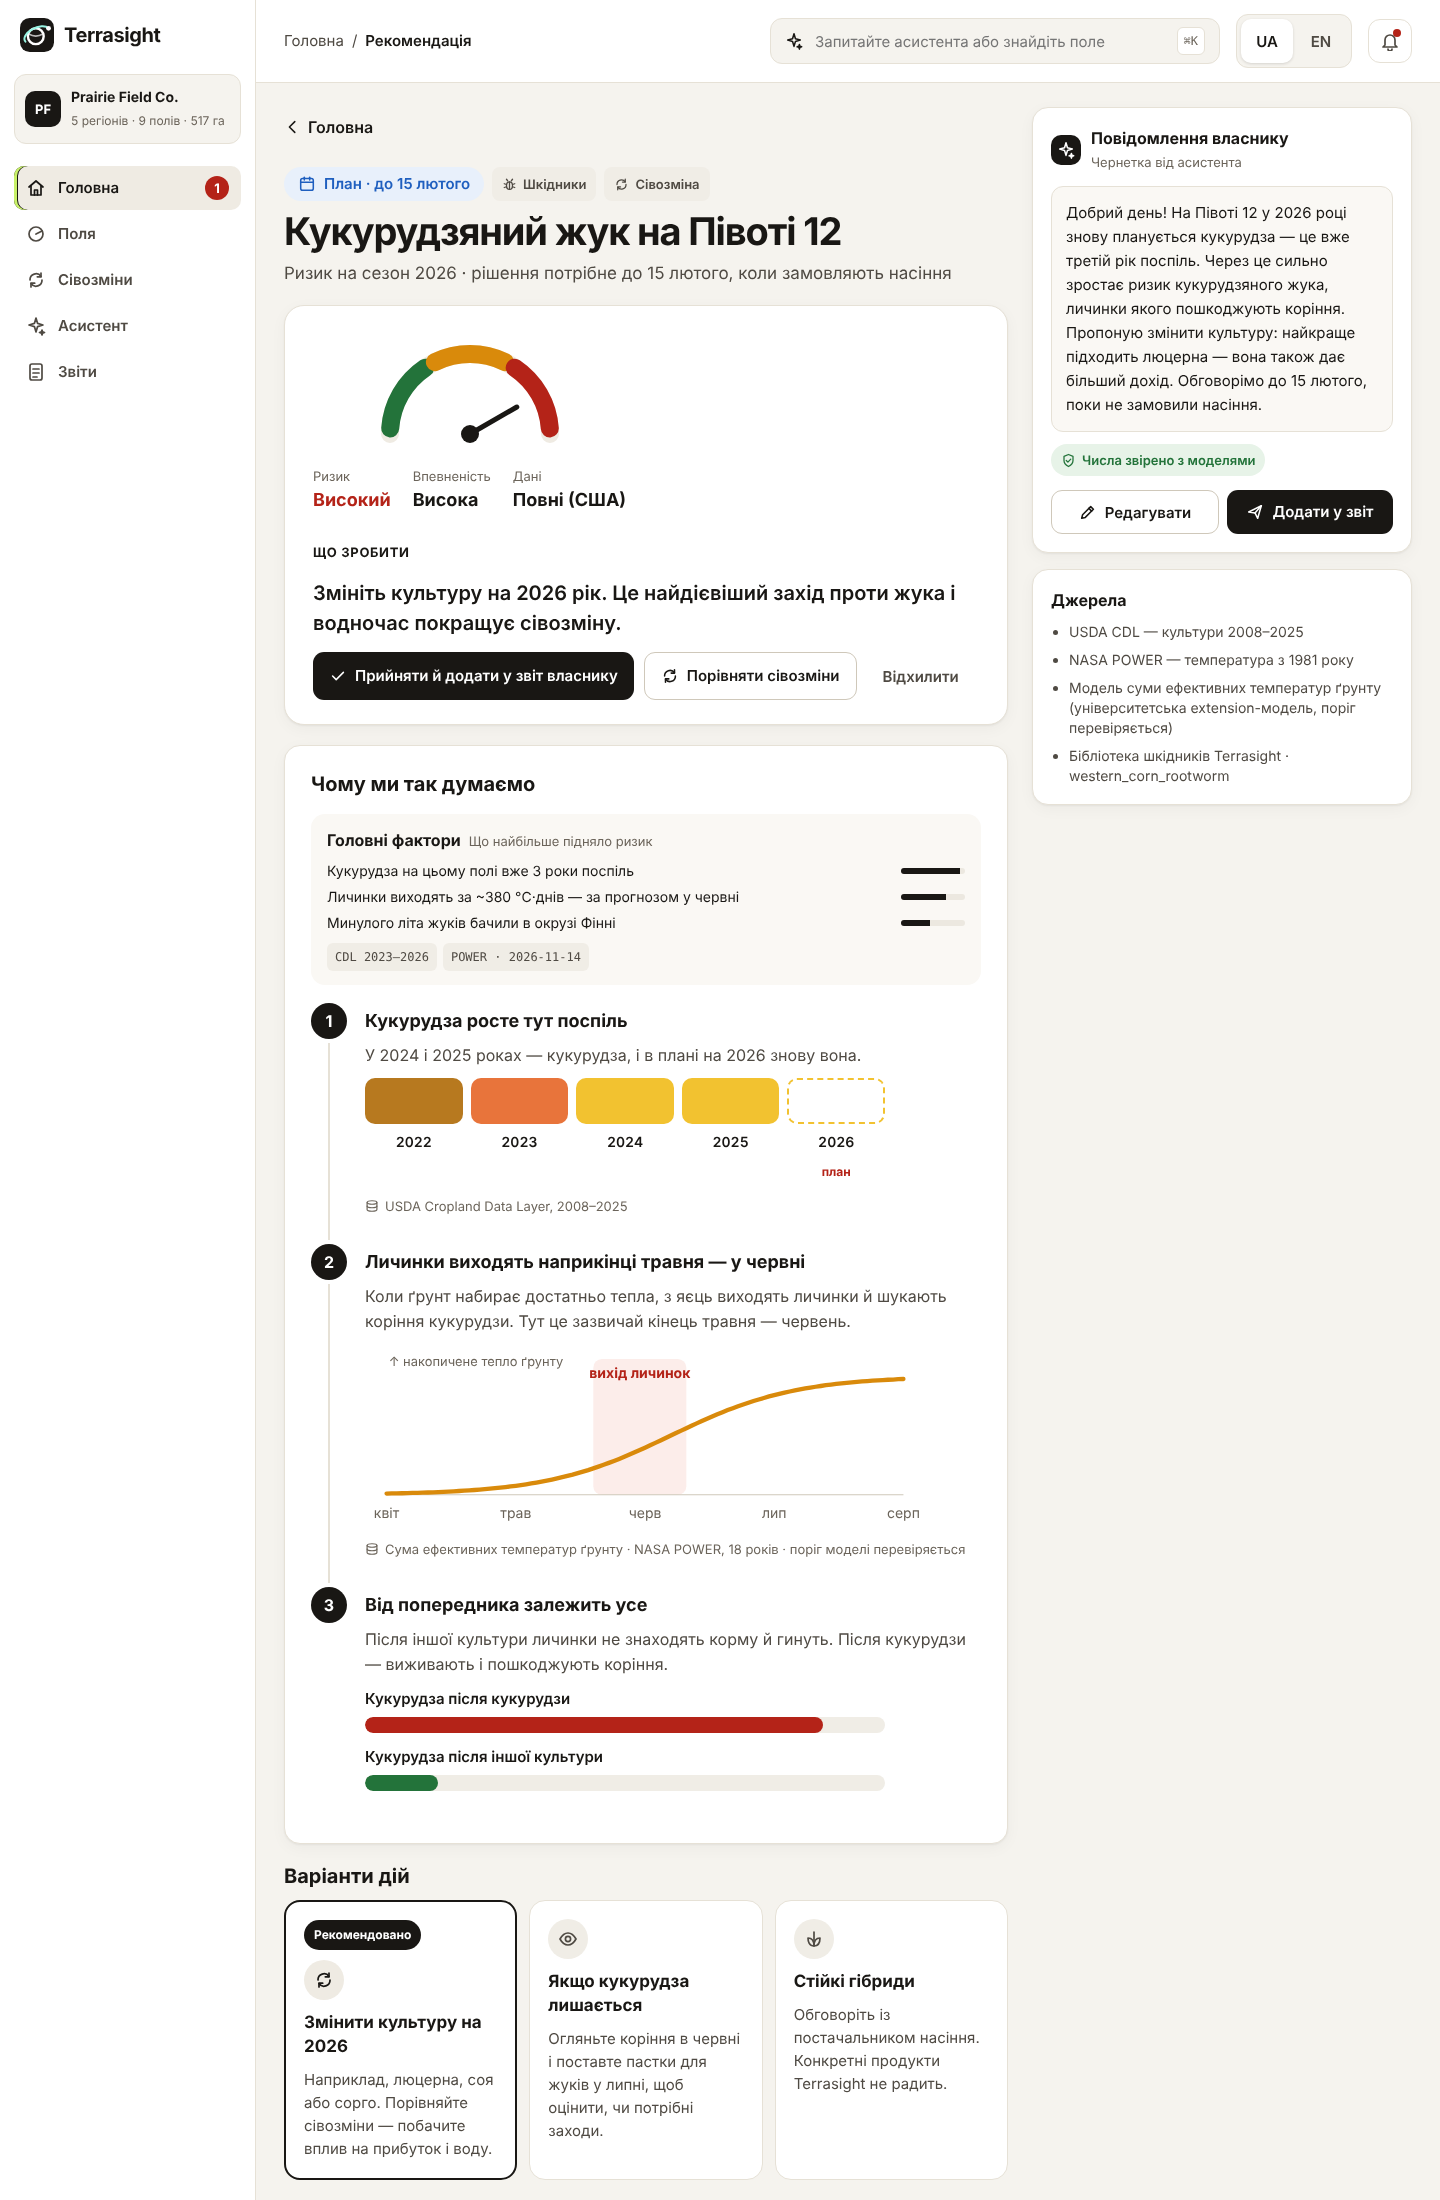 Terrasight
PF
Prairie Field Co.
5 регіонів · 9 полів · 517 га
Головна
1
Поля
Сівозміни
Асистент
Звіти
Головна / Рекомендація
Запитайте асистента або знайдіть поле
⌘K
UA
EN
Головна
План · до 15 лютого
Шкідники
Сівозміна
Кукурудзяний жук на Півоті 12
Ризик на сезон 2026 · рішення потрібне до 15 лютого, коли замовляють насіння
Ризик
Високий
Впевненість
Висока
Дані
Повні (США)
ЩО ЗРОБИТИ
Змініть культуру на 2026 рік. Це найдієвіший захід проти жука і
водночас покращує сівозміну.
Прийняти й додати у звіт власнику
Порівняти сівозміни
Відхилити
Чому ми так думаємо
Головні фактори Що найбільше підняло ризик
Кукурудза на цьому полі вже 3 роки поспіль
Личинки виходять за ~380 °C·днів — за прогнозом у червні
Минулого літа жуків бачили в окрузі Фінні
CDL 2023–2026
POWER · 2026-11-14
1
Кукурудза росте тут поспіль
У 2024 і 2025 роках — кукурудза, і в плані на 2026 знову вона.
2022
2023
2024
2025
2026
план
USDA Cropland Data Layer, 2008–2025
2
Личинки виходять наприкінці травня — у червні
Коли ґрунт набирає достатньо тепла, з яєць виходять личинки й шукають
коріння кукурудзи. Тут це зазвичай кінець травня — червень.
↑ накопичене тепло ґрунту
вихід личинок
квіт
трав
черв
лип
серп
Сума ефективних температур ґрунту · NASA POWER, 18 років · поріг моделі перевіряється
3
Від попередника залежить усе
Після іншої культури личинки не знаходять корму й гинуть. Після кукурудзи
— виживають і пошкоджують коріння.
Кукурудза після кукурудзи
Кукурудза після іншої культури
Варіанти дій
Рекомендовано
Змінити культуру на
2026
Наприклад, люцерна, соя
або сорго. Порівняйте
сівозміни — побачите
вплив на прибуток і воду.
Якщо кукурудза
лишається
Огляньте коріння в червні
і поставте пастки для
жуків у липні, щоб
оцінити, чи потрібні
заходи.
Стійкі гібриди
Обговоріть із
постачальником насіння.
Конкретні продукти
Terrasight не радить.
Повідомлення власнику
Чернетка від асистента
Добрий день! На Півоті 12 у 2026 році
знову планується кукурудза — це вже
третій рік поспіль. Через це сильно
зростає ризик кукурудзяного жука,
личинки якого пошкоджують коріння.
Пропоную змінити культуру: найкраще
підходить люцерна — вона також дає
більший дохід. Обговорімо до 15 лютого,
поки не замовили насіння.
Числа звірено з моделями
Редагувати
Додати у звіт
Джерела
• USDA CDL — культури 2008–2025
• NASA POWER — температура з 1981 року
• Модель суми ефективних температур ґрунту
(університетська extension-модель, поріг
перевіряється)
• Бібліотека шкідників Terrasight ·
western_corn_rootworm